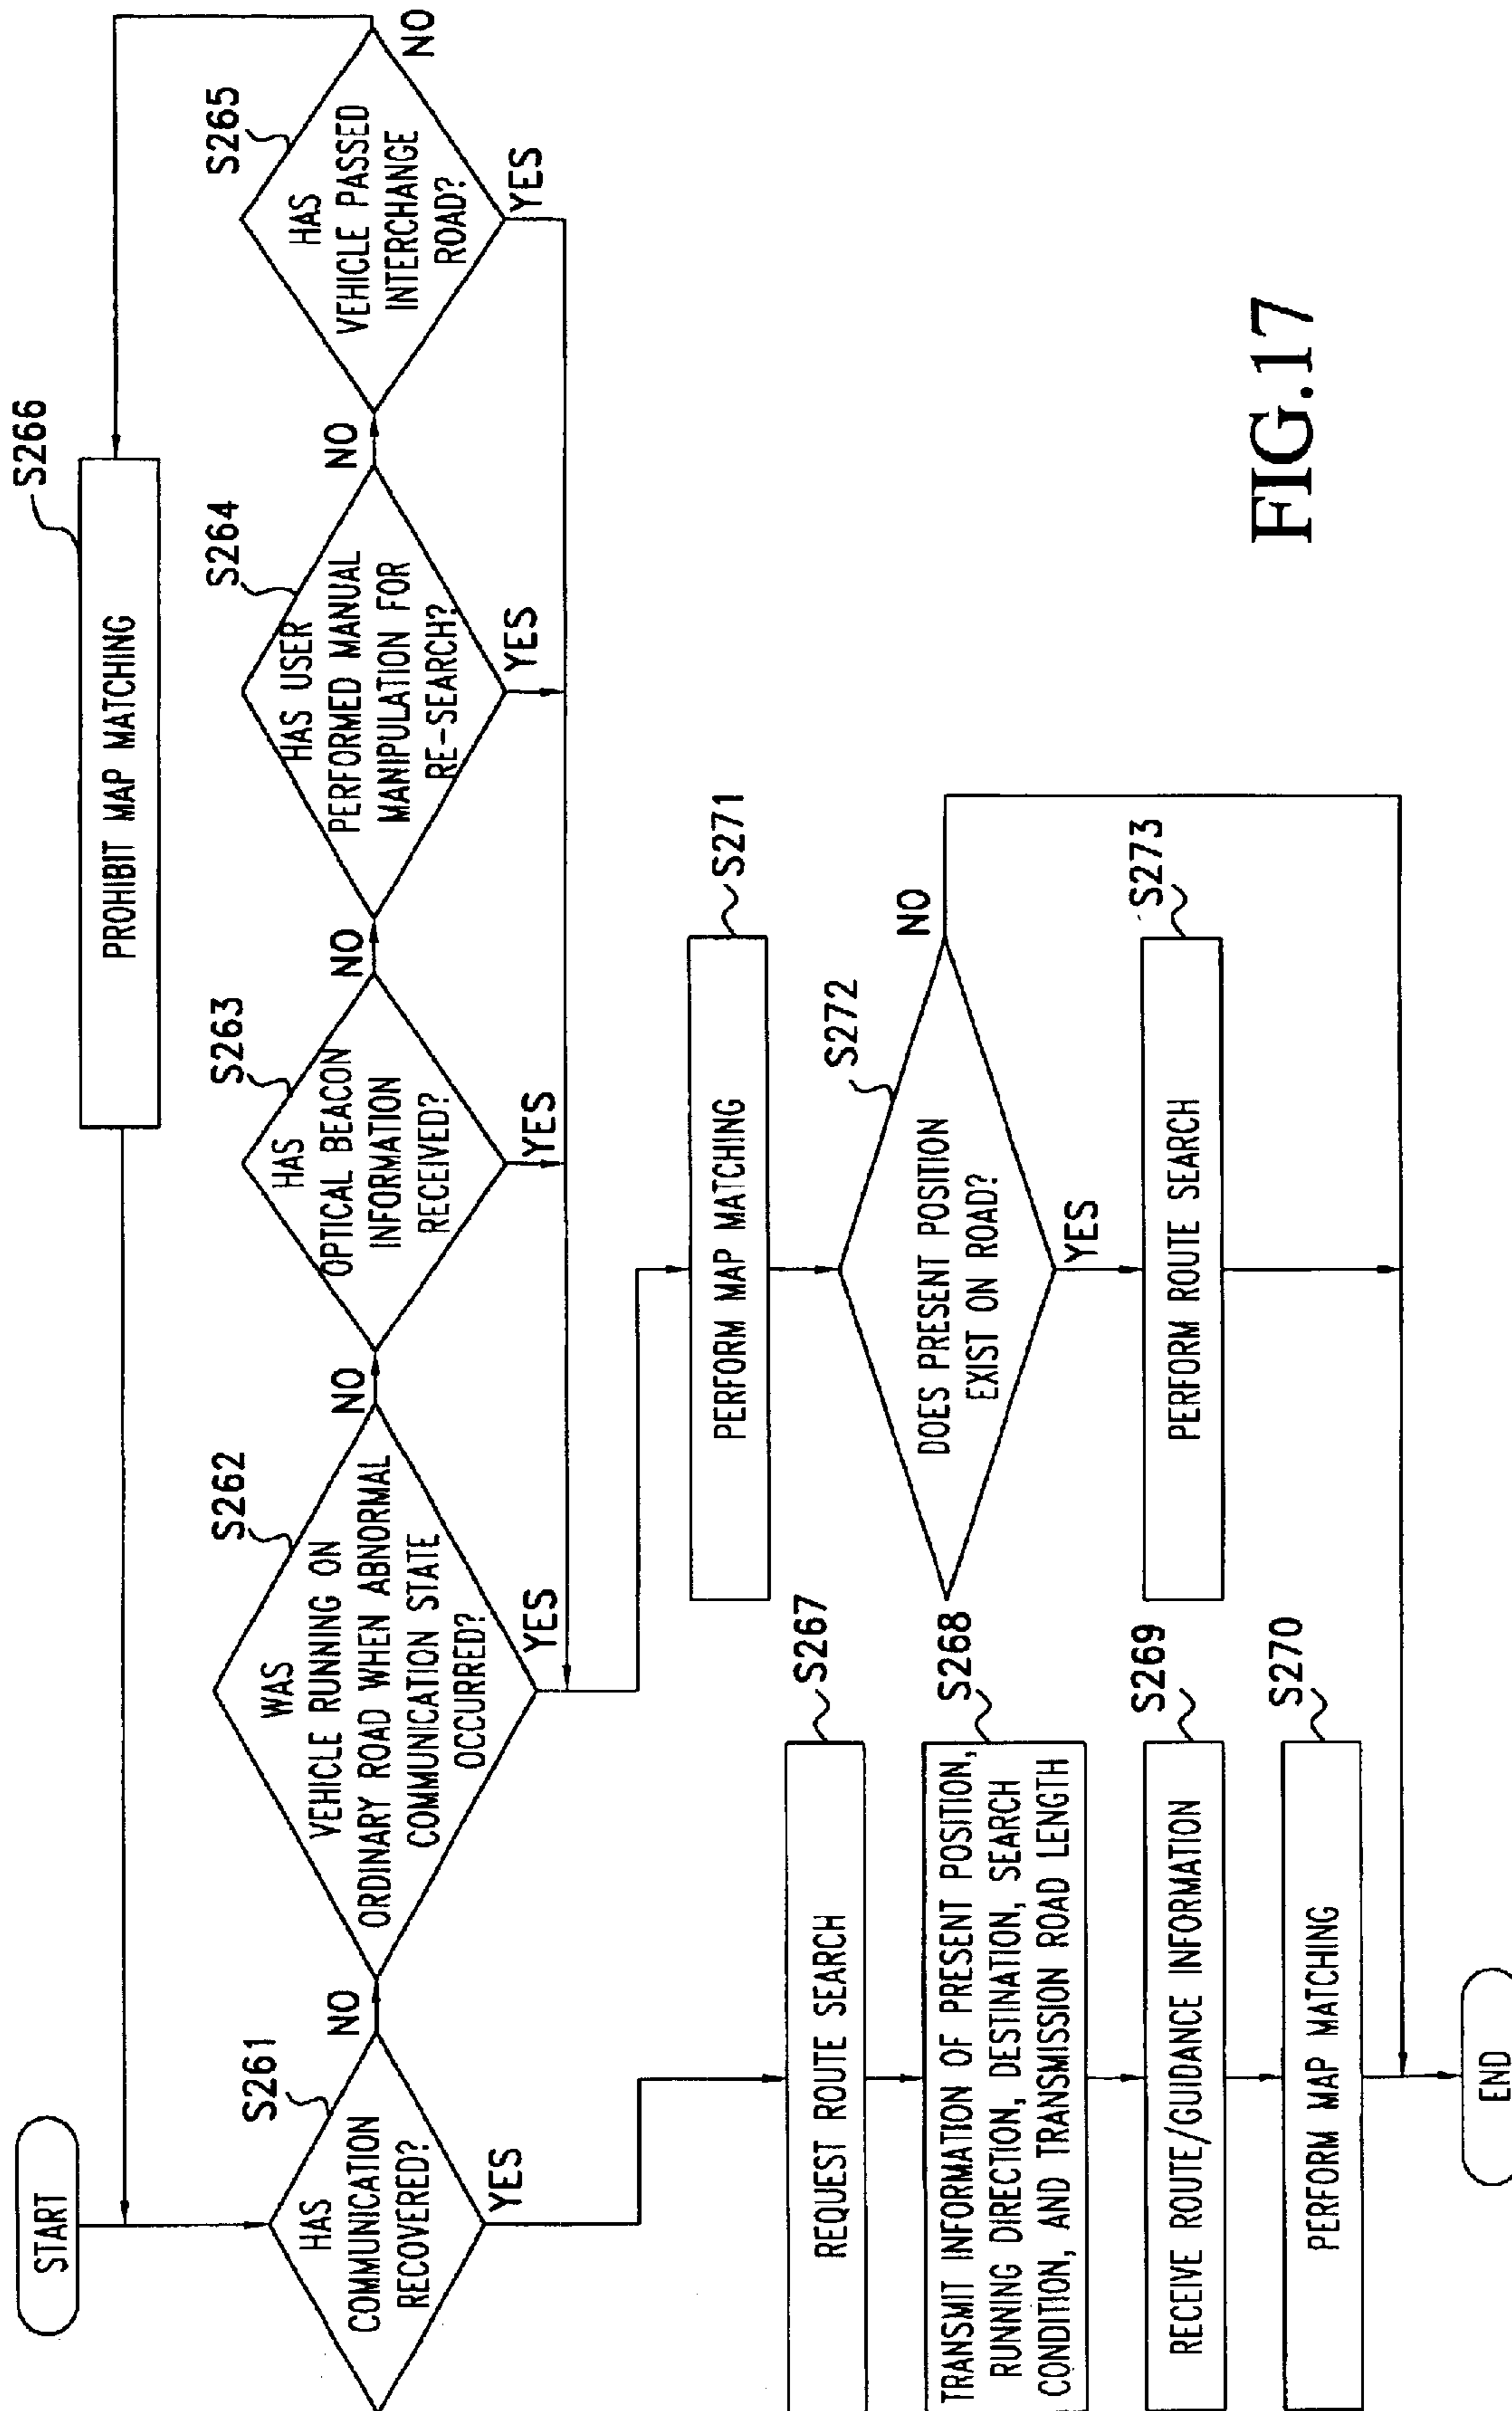 START
S261
HAS
COMMUNICATION
RECOVERED?
NO
YES
S262
WAS
VEHICLE RUNNING ON
ORDINARY ROAD WHEN ABNORMAL
COMMUNICATION STATE
OCCURRED?
NO
YES
S263
HAS
OPTICAL BEACON
INFORMATION
RECEIVED?
NO
YES
S264
HAS USER
PERFORMED MANUAL
MANIPULATION FOR
RE-SEARCH?
NO
YES
S265
HAS
VEHICLE PASSED
INTERCHANGE
ROAD?
NO
YES
S266
PROHIBIT MAP MATCHING
S267
REQUEST ROUTE SEARCH
S268
TRANSMIT INFORMATION OF PRESENT POSITION,
RUNNING DIRECTION, DESTINATION, SEARCH
CONDITION, AND TRANSMISSION ROAD LENGTH
S269
RECEIVE ROUTE/GUIDANCE INFORMATION
S270
PERFORM MAP MATCHING
S271
PERFORM MAP MATCHING
S272
DOES PRESENT POSITION
EXIST ON ROAD?
NO
YES
S273
PERFORM ROUTE SEARCH
END
FIG.17